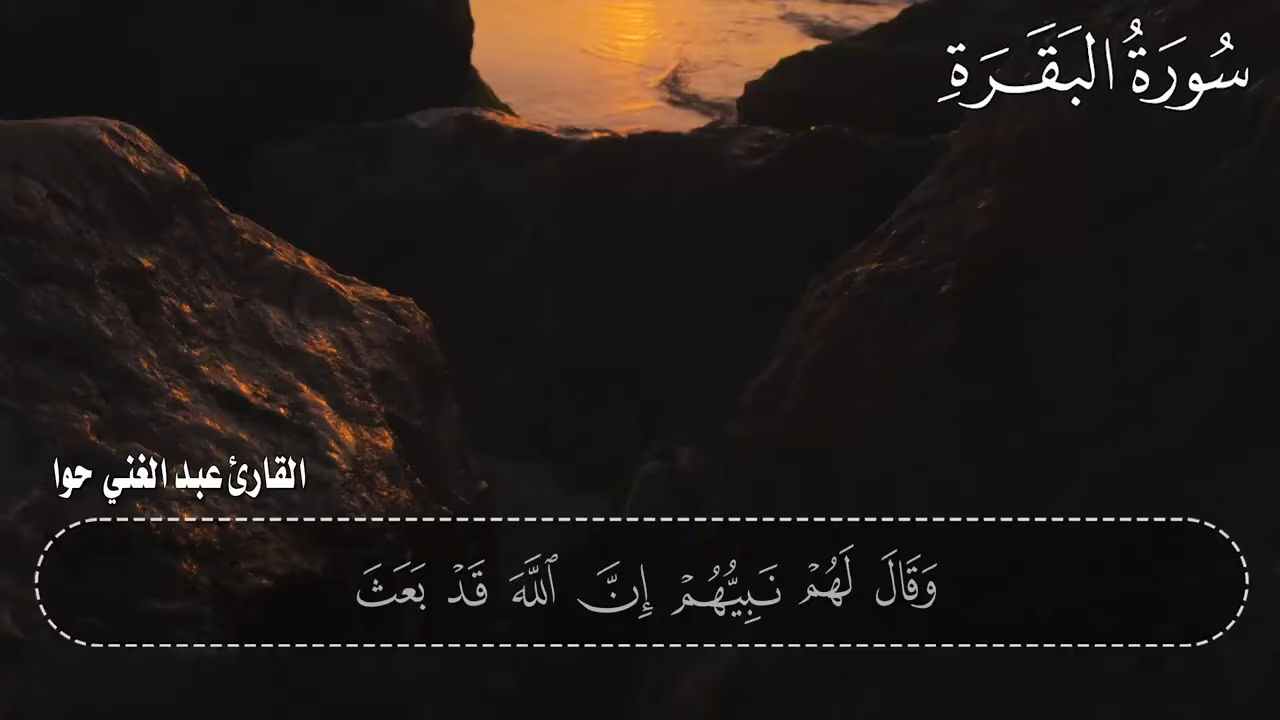 سُورَةُ البَقَرَةِ
القارئ عبد الغني حوا
وَقَالَ لَهُمۡ نَبِيُّهُمۡ إِنَّ ٱللَّهَ قَدۡ بَعَثَ